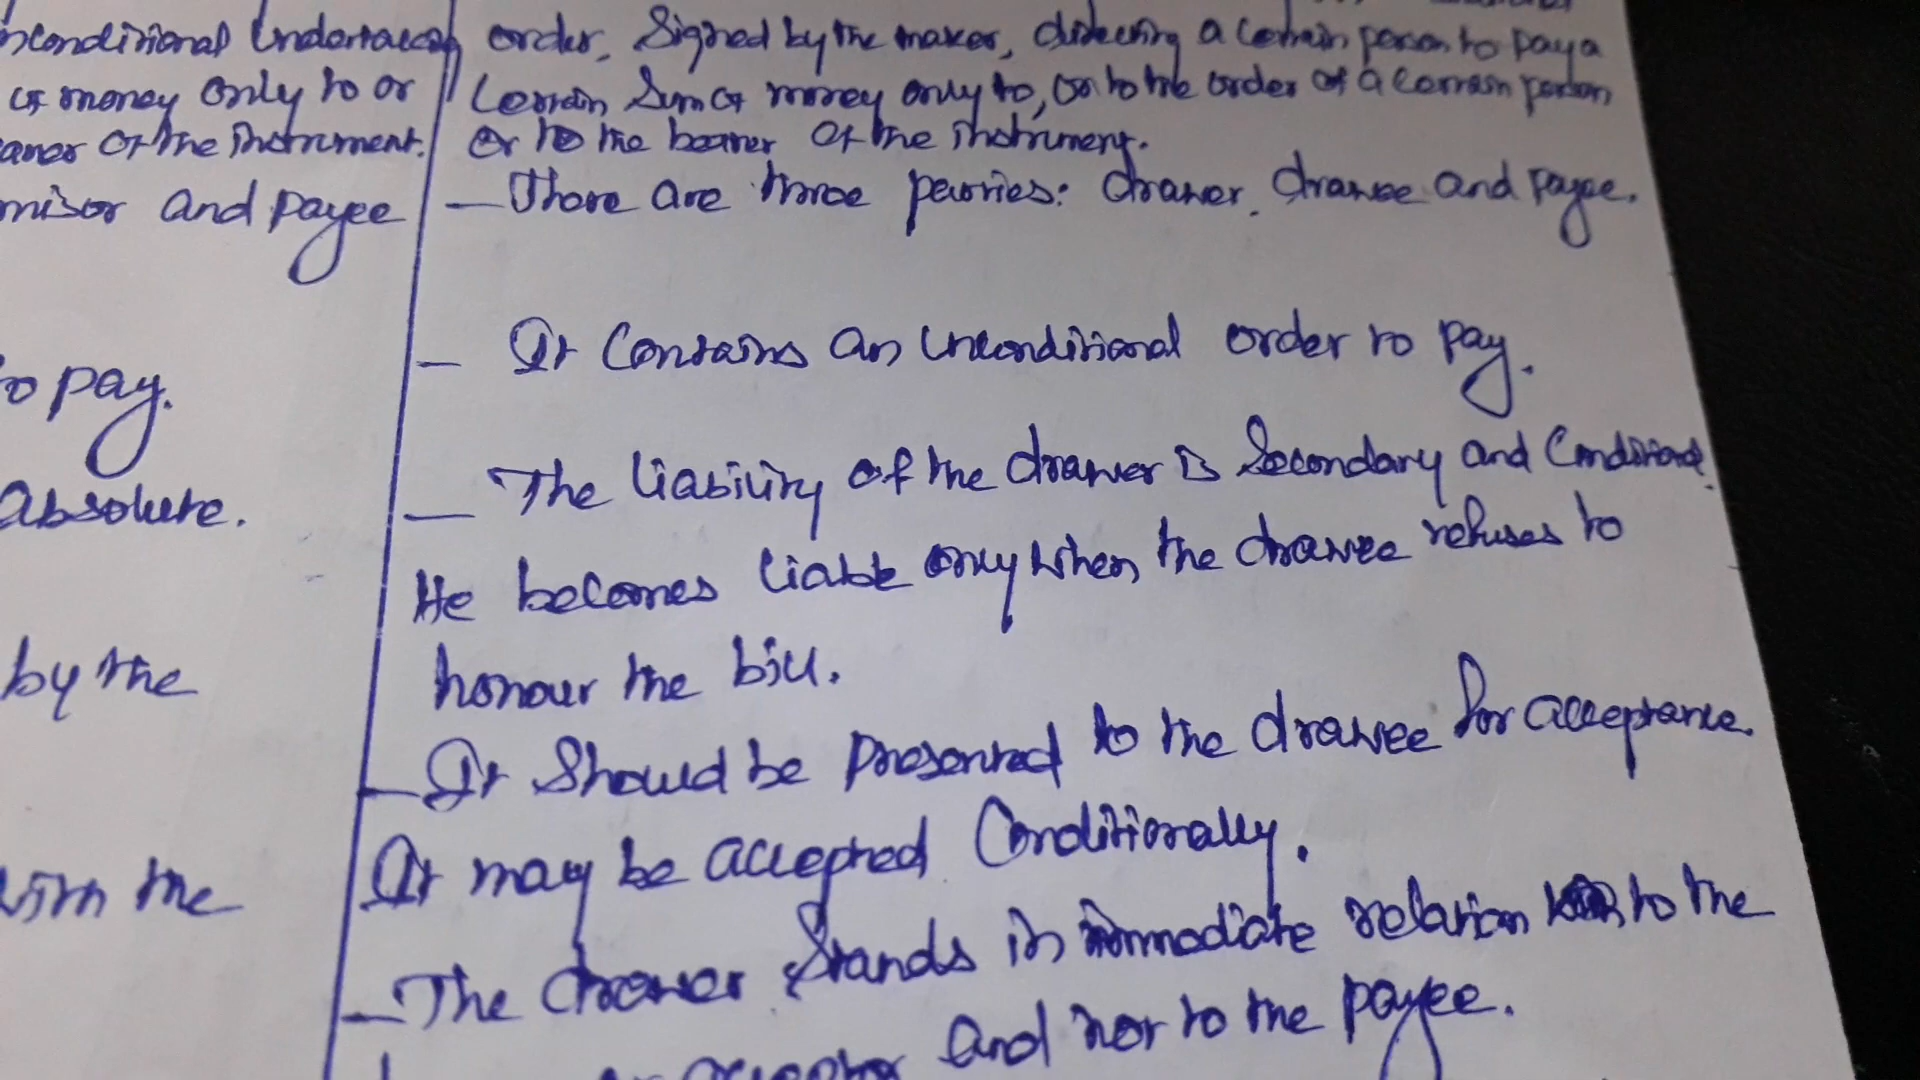 unconditional undertaking
of money only to or
of the instrument.
misor and payee
to pay.
absolute.
by the
with the
order, Signed by the maker, directing a certain person to pay a
Certain Sum of money only to, or to the order of a certain person
or to the bearer of the instrument.
— There are three parties: drawer, drawee and payee.
— It Contains an unconditional order to pay.
— The liability of the drawer is Secondary and Conditional.
He becomes liable only when the drawee refuses to
honour the bill.
— It Should be Presented to the drawee for acceptance.
It may be accepted Conditionally.
— The drawer Stands in immediate relation to the
acceptor and not to the payee.